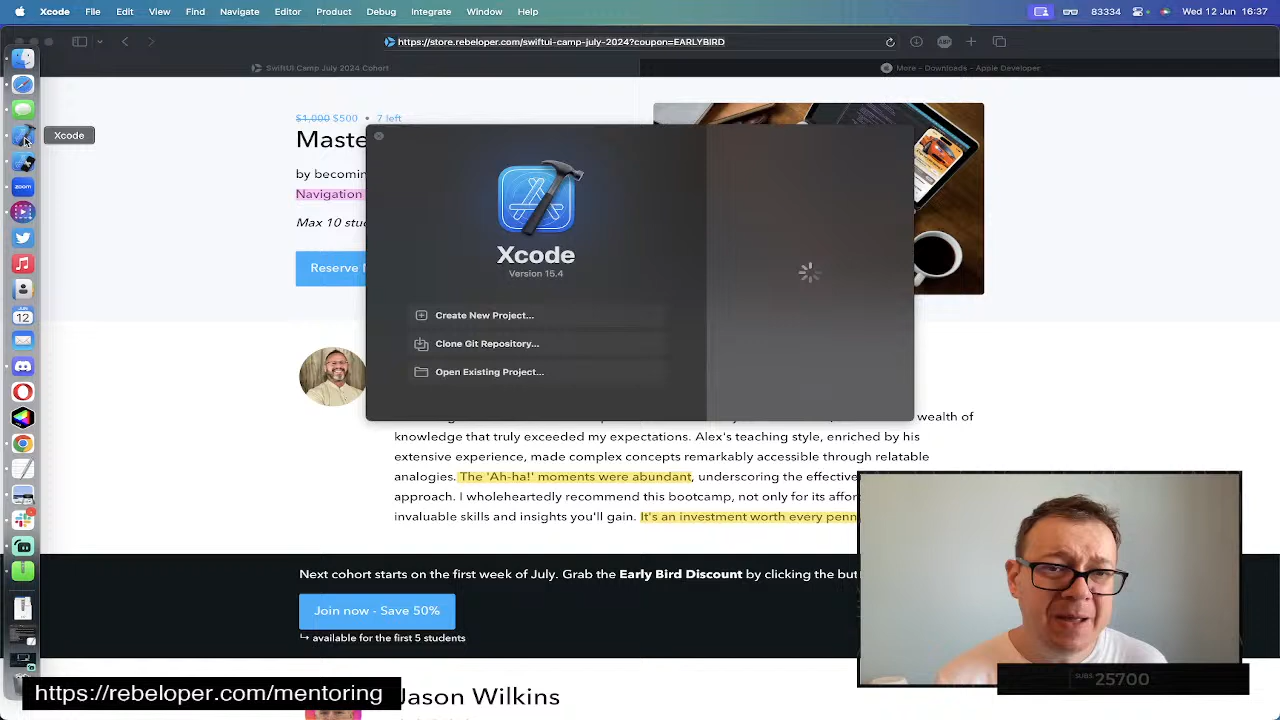 Xcode Find Navigate Editor Product Debug Integrate Window Help
83334 Wed 12 Jun 16:37
https://store.rebeloper.com/swiftui-camp-july-2024?coupon=EARLYBIRD
SwiftUI Camp July 2024 Cohort
More – Downloads – Apple Developer
$1,000 $500 • 7 left
Maste
by becomin
Navigation
Max 10 stu
Reserve
Xcode
Xcode
Version 15.4
Create New Project...
Clone Git Repository...
Open Existing Project...
zoom
JUN
12
wealth of
knowledge that truly exceeded my expectations. Alex's teaching style, enriched by his
extensive experience, made complex concepts remarkably accessible through relatable
analogies. The 'Ah-ha!' moments were abundant, underscoring the effective
approach. I wholeheartedly recommend this bootcamp, not only for its affor
invaluable skills and insights you'll gain. It's an investment worth every penn
Next cohort starts on the first week of July. Grab the Early Bird Discount by clicking the but
Join now - Save 50%
↳ available for the first 5 students
SUBS 25700
https://rebeloper.com/mentoring
Jason Wilkins